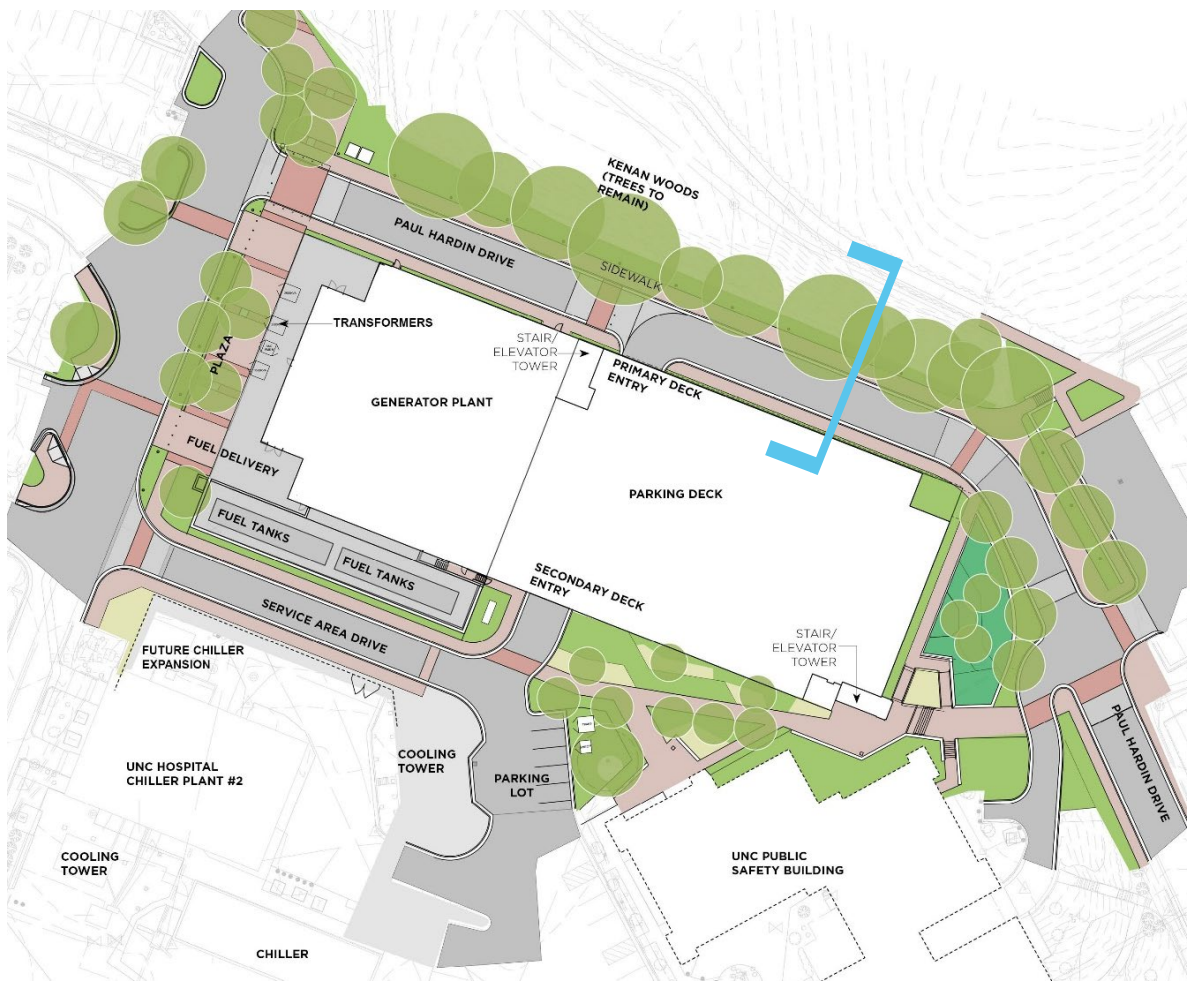 KENAN WOODS
(TREES TO
REMAIN)
PAUL HARDIN DRIVE
SIDEWALK
TRANSFORMERS
PLAZA
STAIR/
ELEVATOR
TOWER
PRIMARY DECK
ENTRY
GENERATOR PLANT
FUEL DELIVERY
PARKING DECK
FUEL TANKS
FUEL TANKS
SECONDARY DECK
ENTRY
SERVICE AREA DRIVE
STAIR/
ELEVATOR
TOWER
FUTURE CHILLER
EXPANSION
PAUL HARDIN DRIVE
UNC HOSPITAL
CHILLER PLANT #2
COOLING
TOWER
PARKING
LOT
COOLING
TOWER
UNC PUBLIC
SAFETY BUILDING
CHILLER